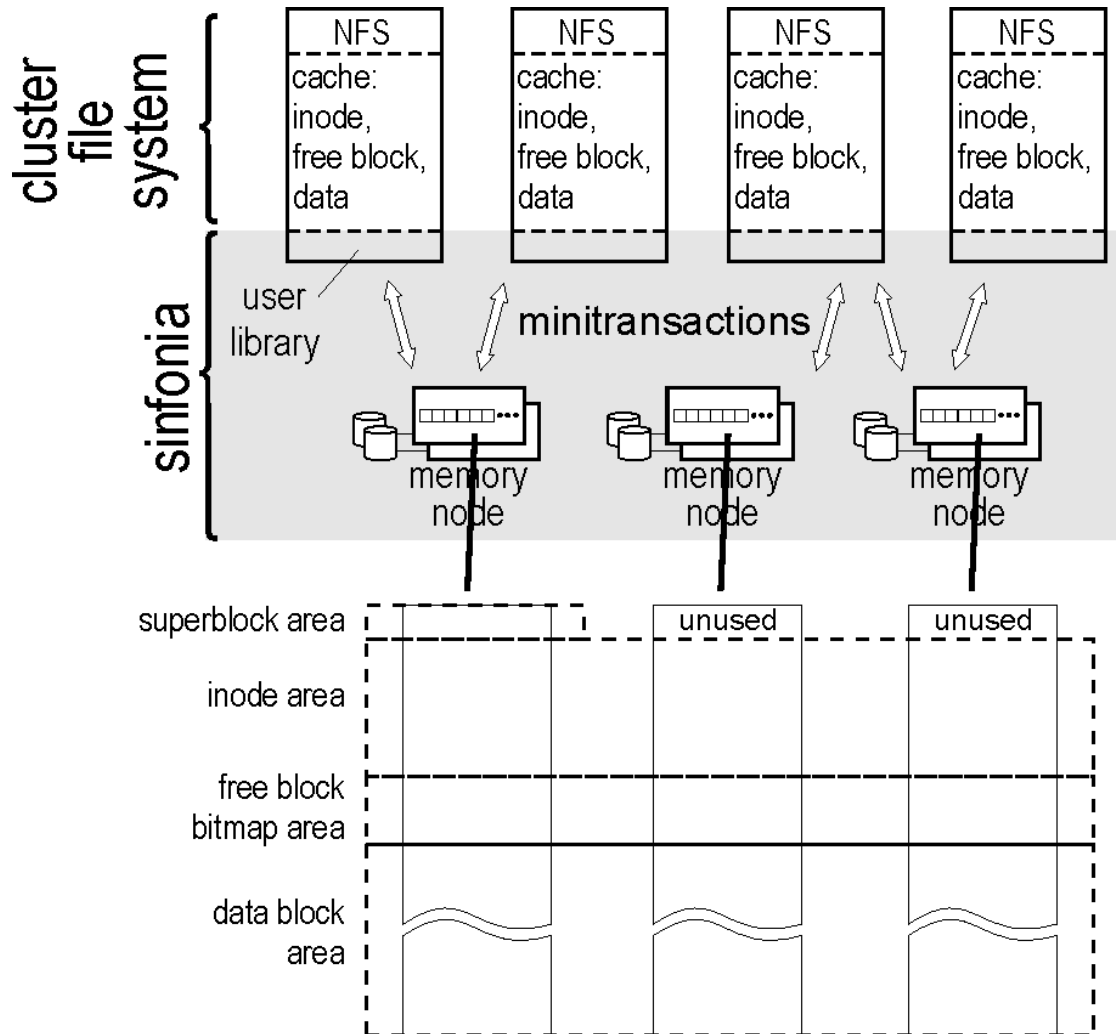 cluster
file
system
NFS
cache:
inode,
free block,
data
NFS
cache:
inode,
free block,
data
NFS
cache:
inode,
free block,
data
NFS
cache:
inode,
free block,
data
sinfonia
user
library
minitransactions
memory
node
memory
node
memory
node
superblock area
unused
unused
inode area
free block
bitmap area
data block
area